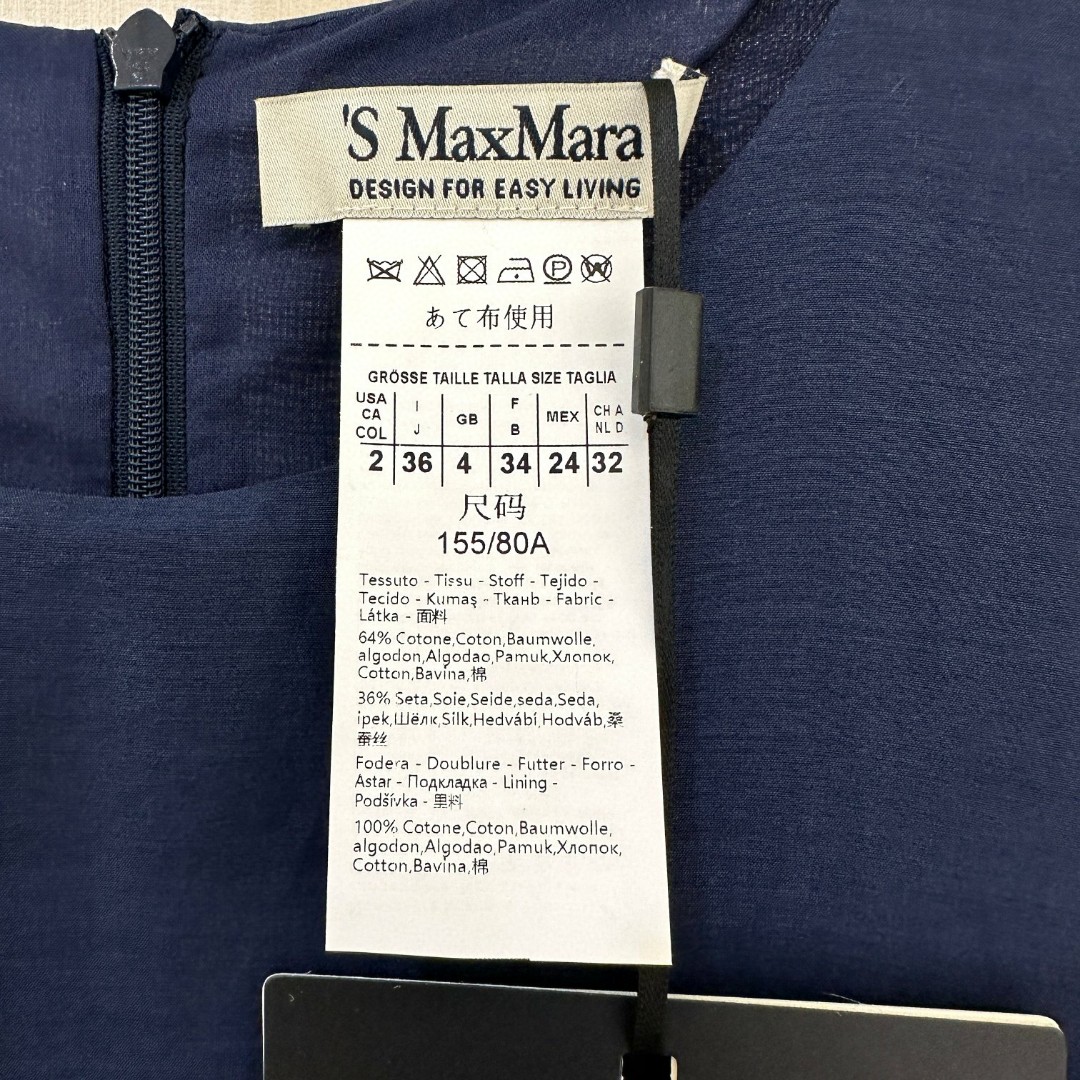 'S MaxMara
DESIGN FOR EASY LIVING
P W
あて布使用
GRÖSSE TAILLE TALLA SIZE TAGLIA
USA CA COL I J GB F B MEX CH A NL D
2 36 4 34 24 32
尺码
155/80A
Tessuto - Tissu - Stoff - Tejido -
Tecido - Kumaş - Ткань - Fabric -
Látka - 面料
64% Cotone,Coton,Baumwolle,
algodon,Algodao,Pamuk,Хлопок,
Cotton,Bavína,棉
36% Seta,Soie,Seide,seda,Seda,
ipek,Шёлк,Silk,Hedvábí,Hodváb,桑
蚕丝
Fodera - Doublure - Futter - Forro -
Astar - Подкладка - Lining -
Podšívka - 里料
100% Cotone,Coton,Baumwolle,
algodon,Algodao,Pamuk,Хлопок,
Cotton,Bavína,棉